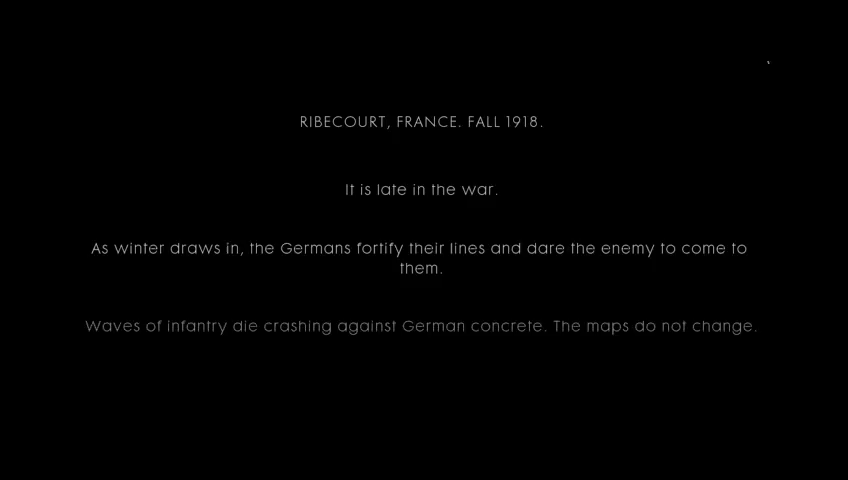 RIBECOURT, FRANCE. FALL 1918.
It is late in the war.
As winter draws in, the Germans fortify their lines and dare the enemy to come to
them.
Waves of infantry die crashing against German concrete. The maps do not change.